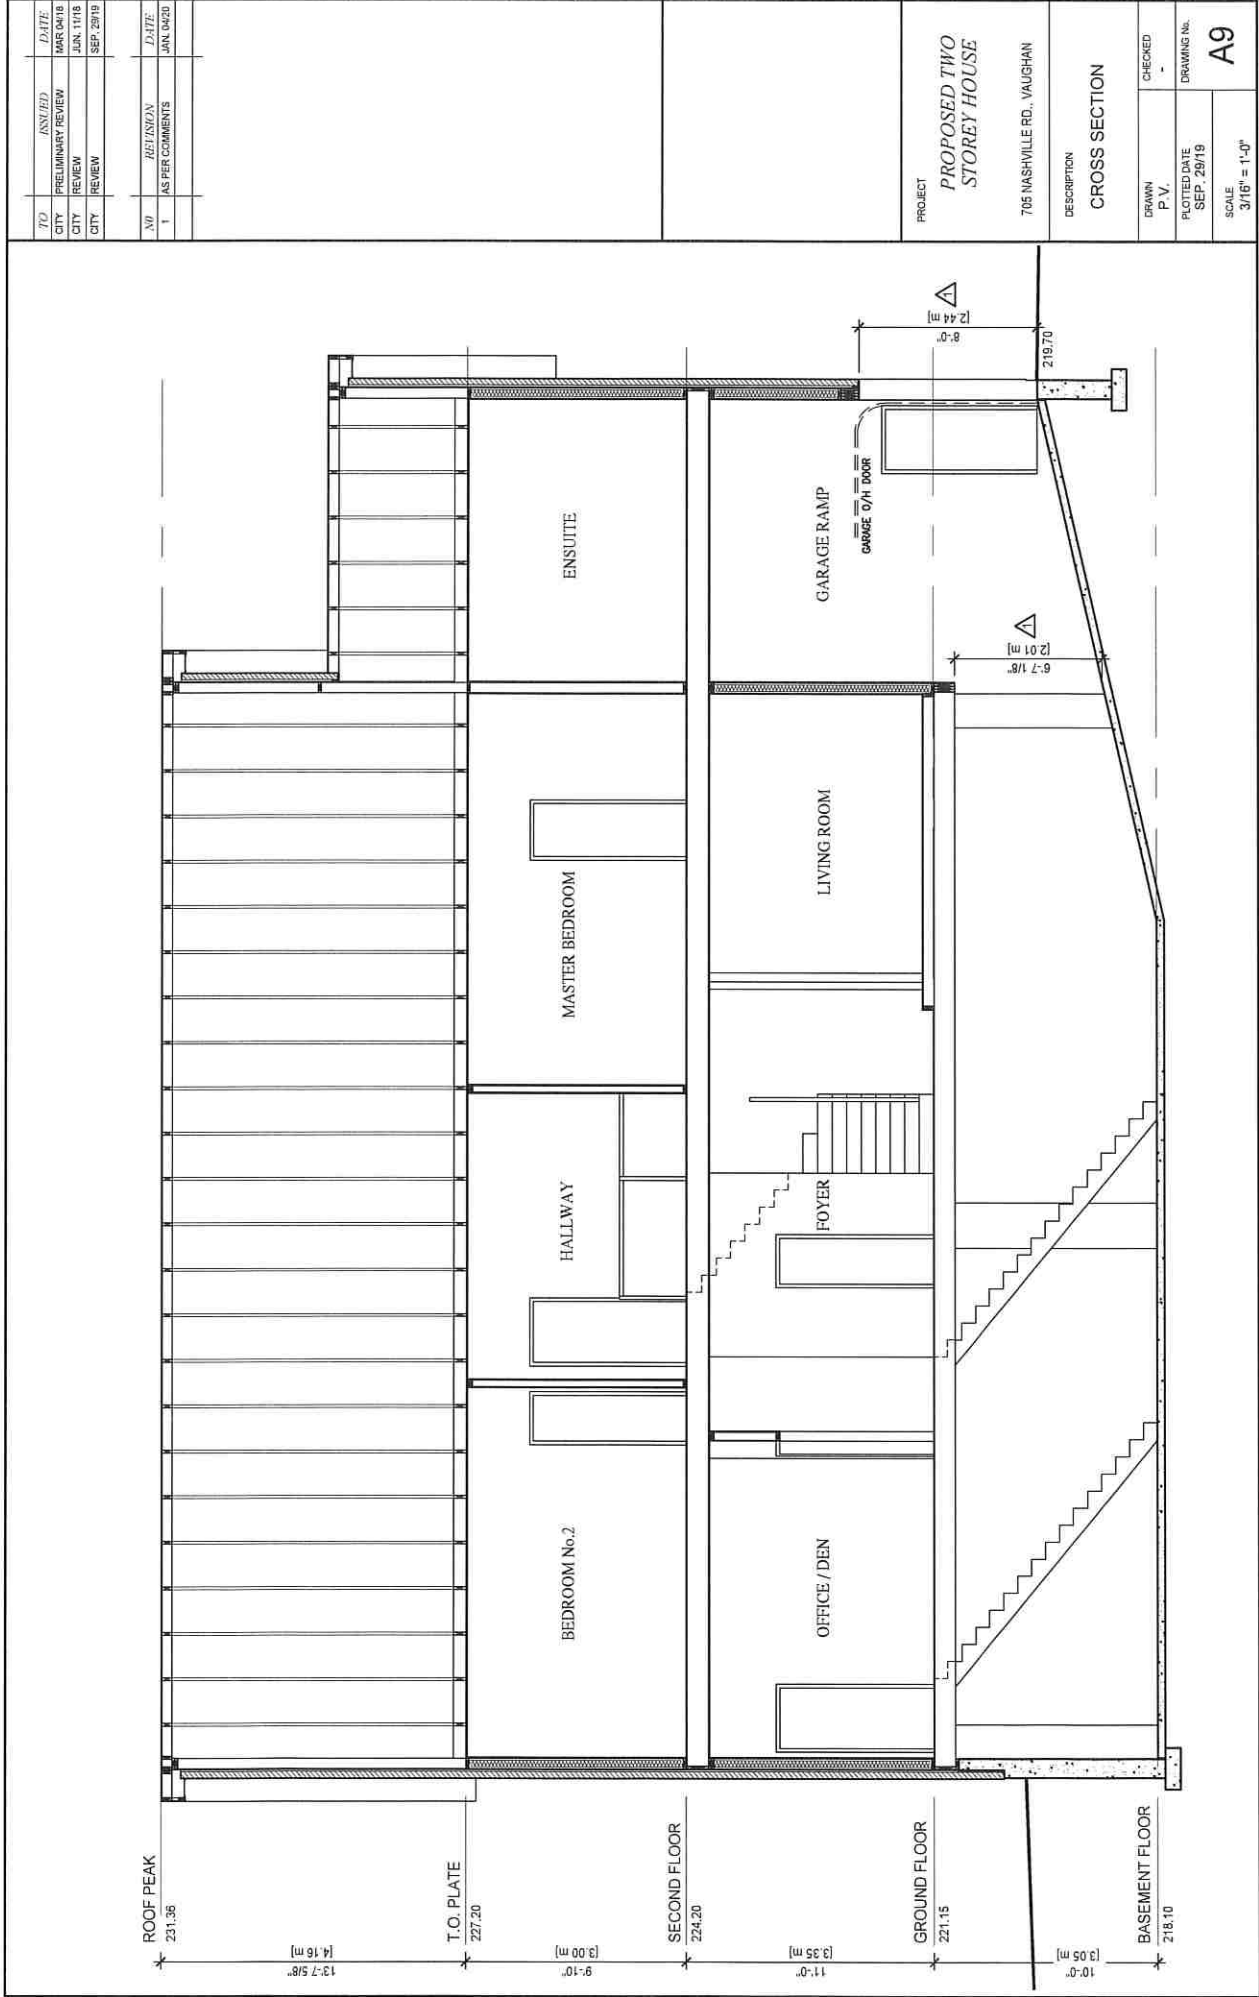 TO ISSUED DATE
CITY PRELIMINARY REVIEW MAR 04/18
CITY REVIEW JUN. 11/18
CITY REVIEW SEP. 29/19
NO REVISION DATE
1 AS PER COMMENTS JAN. 04/20
PROJECT
PROPOSED TWO
STOREY HOUSE
705 NASHVILLE RD., VAUGHAN
DESCRIPTION
CROSS SECTION
DRAWN
P.V.
CHECKED
-
PLOTTED DATE
SEP. 29/19
DRAWING No.
A9
SCALE
3/16" = 1'-0"
ROOF PEAK
231.36
13'-7 5/8"
[4.16 m]
T.O. PLATE
227.20
9'-10"
[3.00 m]
SECOND FLOOR
224.20
11'-0"
[3.35 m]
GROUND FLOOR
221.15
10'-0"
[3.05 m]
BASEMENT FLOOR
218.10
BEDROOM No.2
HALLWAY
MASTER BEDROOM
ENSUITE
OFFICE / DEN
FOYER
LIVING ROOM
GARAGE RAMP
GARAGE O/H DOOR
6'-7 1/8"
[2.01 m]
1
8'-0"
[2.44 m]
1
219.70